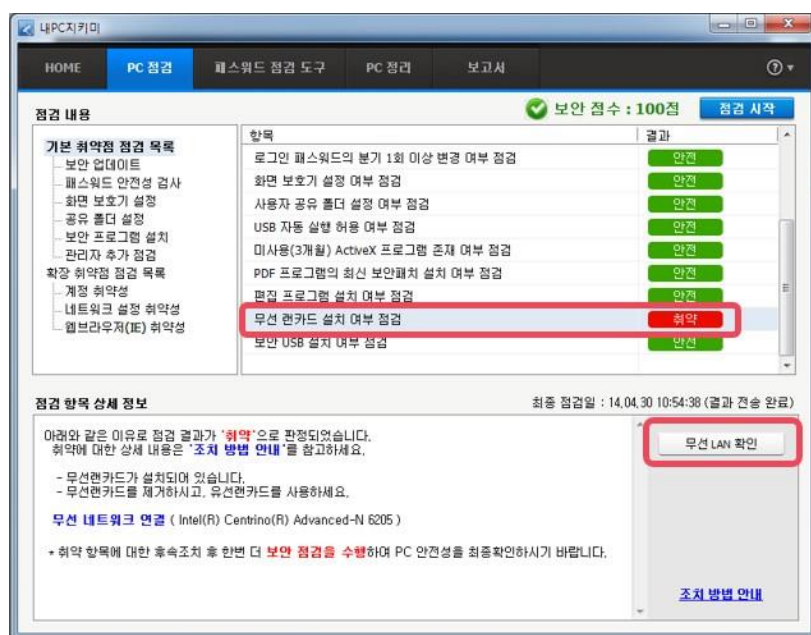 내PC지키미
HOME PC 점검 패스워드 점검 도구 PC 정리 보고서
점검 내용
보안 점수 : 100점 점검 시작
기본 취약점 점검 목록
보안 업데이트
패스워드 안전성 검사
화면 보호기 설정
공유 폴더 설정
보안 프로그램 설치
관리자 추가 점검
확장 취약점 점검 목록
계정 취약성
네트워크 설정 취약성
웹브라우저(IE) 취약성
항목 결과
로그인 패스워드의 분기 1회 이상 변경 여부 점검 안전
화면 보호기 설정 여부 점검 안전
사용자 공유 폴더 설정 여부 점검 안전
USB 자동 실행 허용 여부 점검 안전
미사용(3개월) ActiveX 프로그램 존재 여부 점검 안전
PDF 프로그램의 최신 보안패치 설치 여부 점검 안전
편집 프로그램 설치 여부 점검 안전
무선 랜카드 설치 여부 점검 취약
보안 USB 설치 여부 점검 안전
점검 항목 상세 정보
최종 점검일 : 14.04.30 10:54:38 (결과 전송 완료)
아래와 같은 이유로 점검 결과가 '취약'으로 판정되었습니다.
취약에 대한 상세 내용은 '조치 방법 안내'를 참고하세요.
- 무선랜카드가 설치되어 있습니다.
- 무선랜카드를 제거하시고, 유선랜카드를 사용하세요.
무선 네트워크 연결 ( Intel(R) Centrino(R) Advanced-N 6205 )
* 취약 항목에 대한 후속조치 후 한번 더 보안 점검을 수행하여 PC 안전성을 최종확인하시기 바랍니다.
무선 LAN 확인
조치 방법 안내